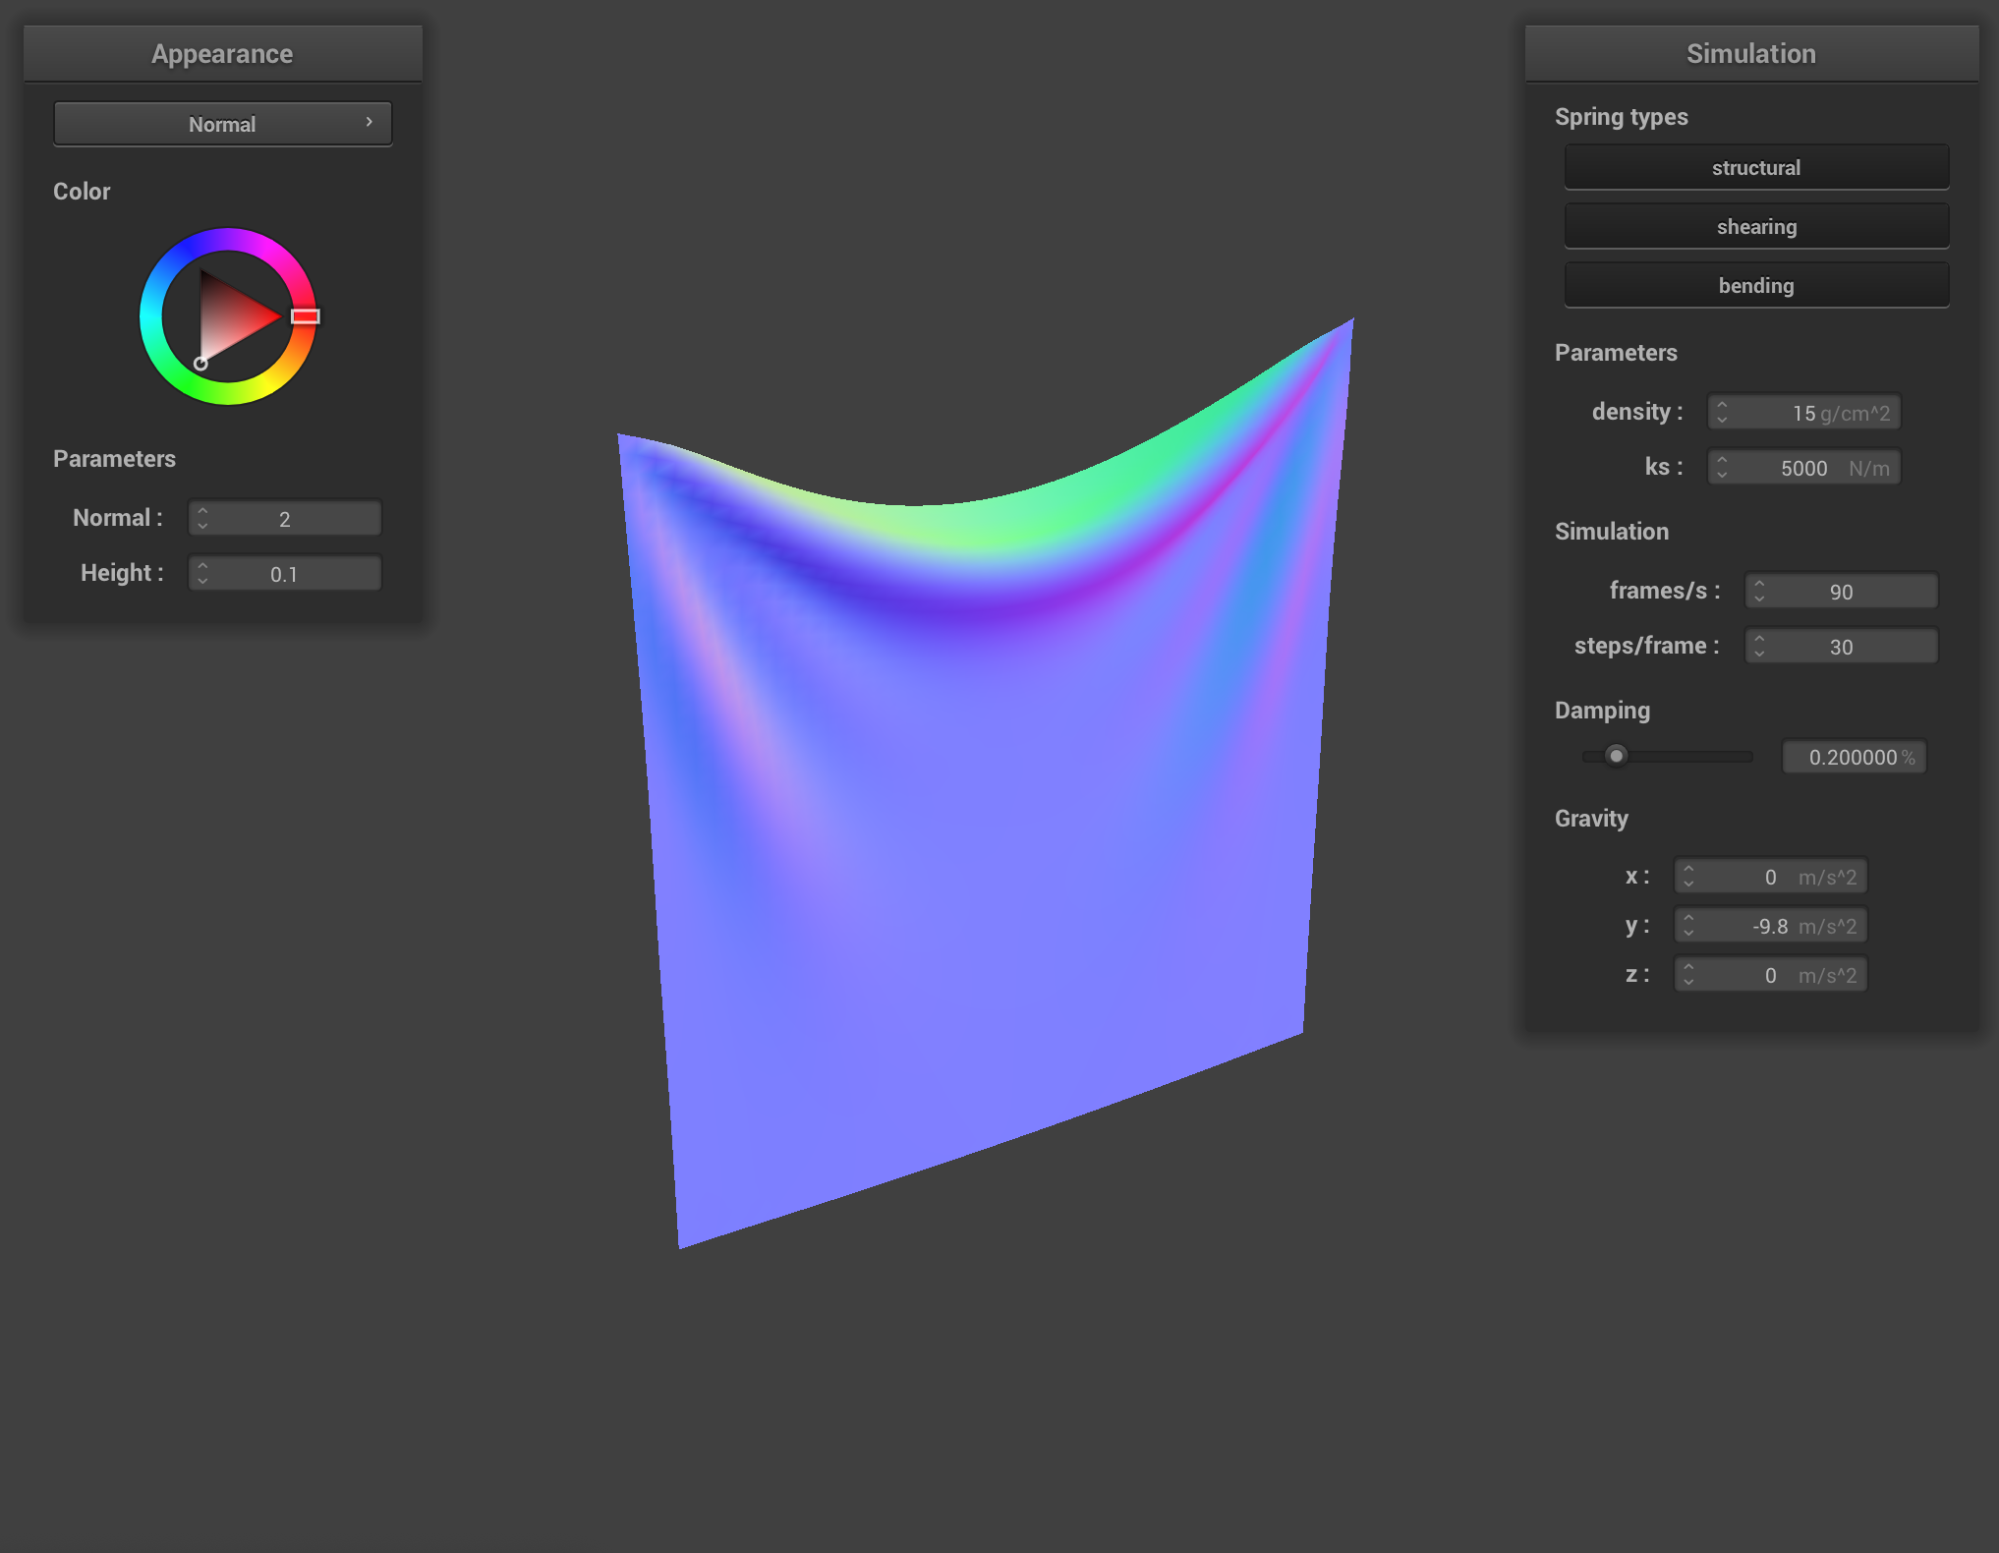 Appearance
Normal
Color
Parameters
Normal : 2
Height : 0.1
Simulation
Spring types
structural
shearing
bending
Parameters
density : 15 g/cm^2
ks : 5000 N/m
Simulation
frames/s : 90
steps/frame : 30
Damping
0.200000 %
Gravity
x : 0 m/s^2
y : -9.8 m/s^2
z : 0 m/s^2